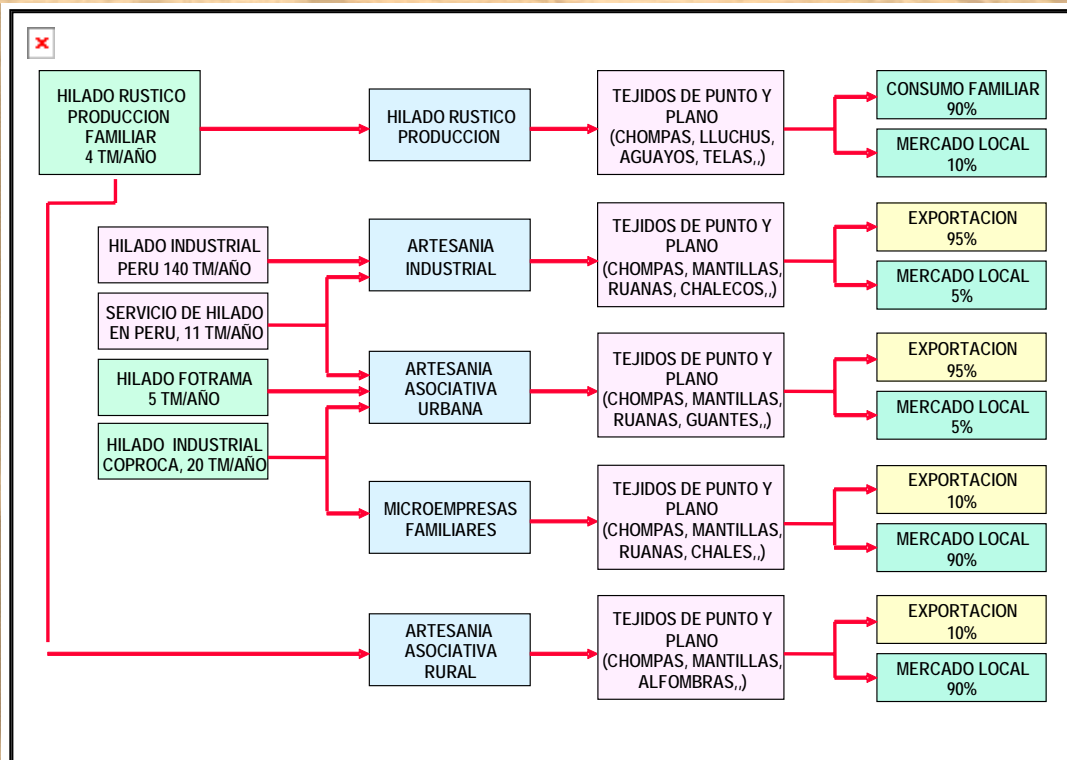 HILADO RUSTICO
PRODUCCION
FAMILIAR
4 TM/AÑO
HILADO RUSTICO
PRODUCCION
TEJIDOS DE PUNTO Y
PLANO
(CHOMPAS, LLUCHUS,
AGUAYOS, TELAS,,)
CONSUMO FAMILIAR
90%
MERCADO LOCAL
10%
HILADO INDUSTRIAL
PERU 140 TM/AÑO
SERVICIO DE HILADO
EN PERU, 11 TM/AÑO
HILADO FOTRAMA
5 TM/AÑO
HILADO INDUSTRIAL
COPROCA, 20 TM/AÑO
ARTESANIA
INDUSTRIAL
TEJIDOS DE PUNTO Y
PLANO
(CHOMPAS, MANTILLAS,
RUANAS, CHALECOS,,)
EXPORTACION
95%
MERCADO LOCAL
5%
ARTESANIA
ASOCIATIVA
URBANA
TEJIDOS DE PUNTO Y
PLANO
(CHOMPAS, MANTILLAS,
RUANAS, GUANTES,,)
EXPORTACION
95%
MERCADO LOCAL
5%
MICROEMPRESAS
FAMILIARES
TEJIDOS DE PUNTO Y
PLANO
(CHOMPAS, MANTILLAS,
RUANAS, CHALES,,)
EXPORTACION
10%
MERCADO LOCAL
90%
ARTESANIA
ASOCIATIVA
RURAL
TEJIDOS DE PUNTO Y
PLANO
(CHOMPAS, MANTILLAS,
ALFOMBRAS,,)
EXPORTACION
10%
MERCADO LOCAL
90%